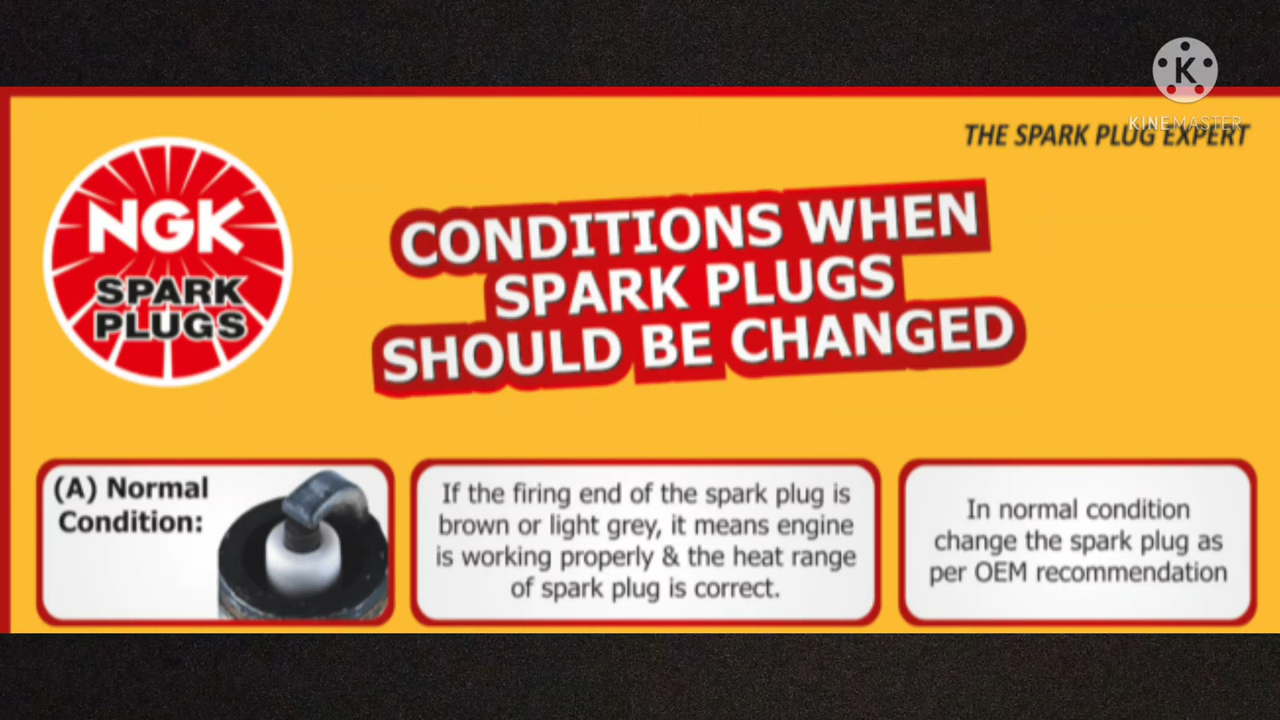 K
KINEMASTER
THE SPARK PLUG EXPERT
NGK
SPARK
PLUGS
CONDITIONS WHEN
SPARK PLUGS
SHOULD BE CHANGED
(A) Normal
Condition:
If the firing end of the spark plug is
brown or light grey, it means engine
is working properly & the heat range
of spark plug is correct.
In normal condition
change the spark plug as
per OEM recommendation